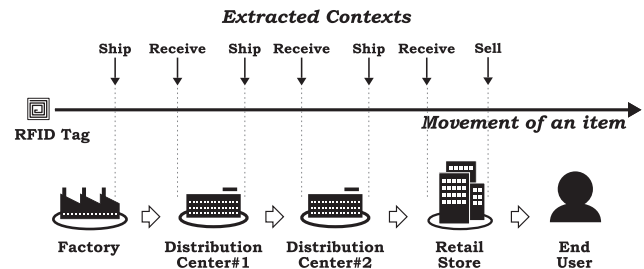 Extracted Contexts
Ship Receive Ship Receive Ship Receive Sell
RFID Tag
Movement of an item
Factory
Distribution Center#1
Distribution Center#2
Retail Store
End User